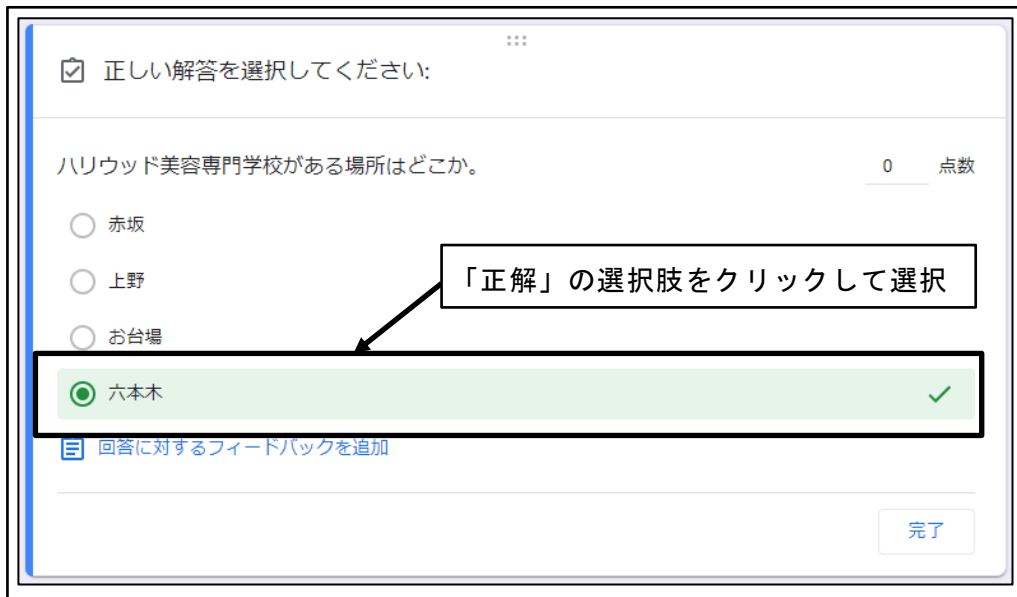 正しい解答を選択してください:
ハリウッド美容専門学校がある場所はどこか。 0 点数
赤坂
上野
「正解」の選択肢をクリックして選択
お台場
六本木
回答に対するフィードバックを追加
完了